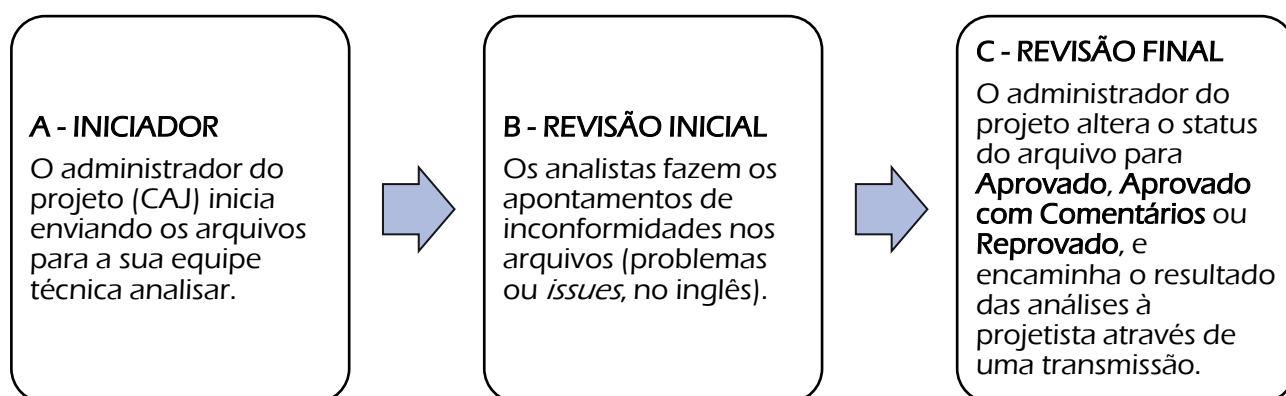 A - INICIADOR
O administrador do
projeto (CAJ) inicia
enviando os arquivos
para a sua equipe
técnica analisar.
B - REVISÃO INICIAL
Os analistas fazem os
apontamentos de
inconformidades nos
arquivos (problemas
ou issues, no inglês).
C - REVISÃO FINAL
O administrador do
projeto altera o status
do arquivo para
Aprovado, Aprovado
com Comentários ou
Reprovado, e
encaminha o resultado
das análises à
projetista através de
uma transmissão.